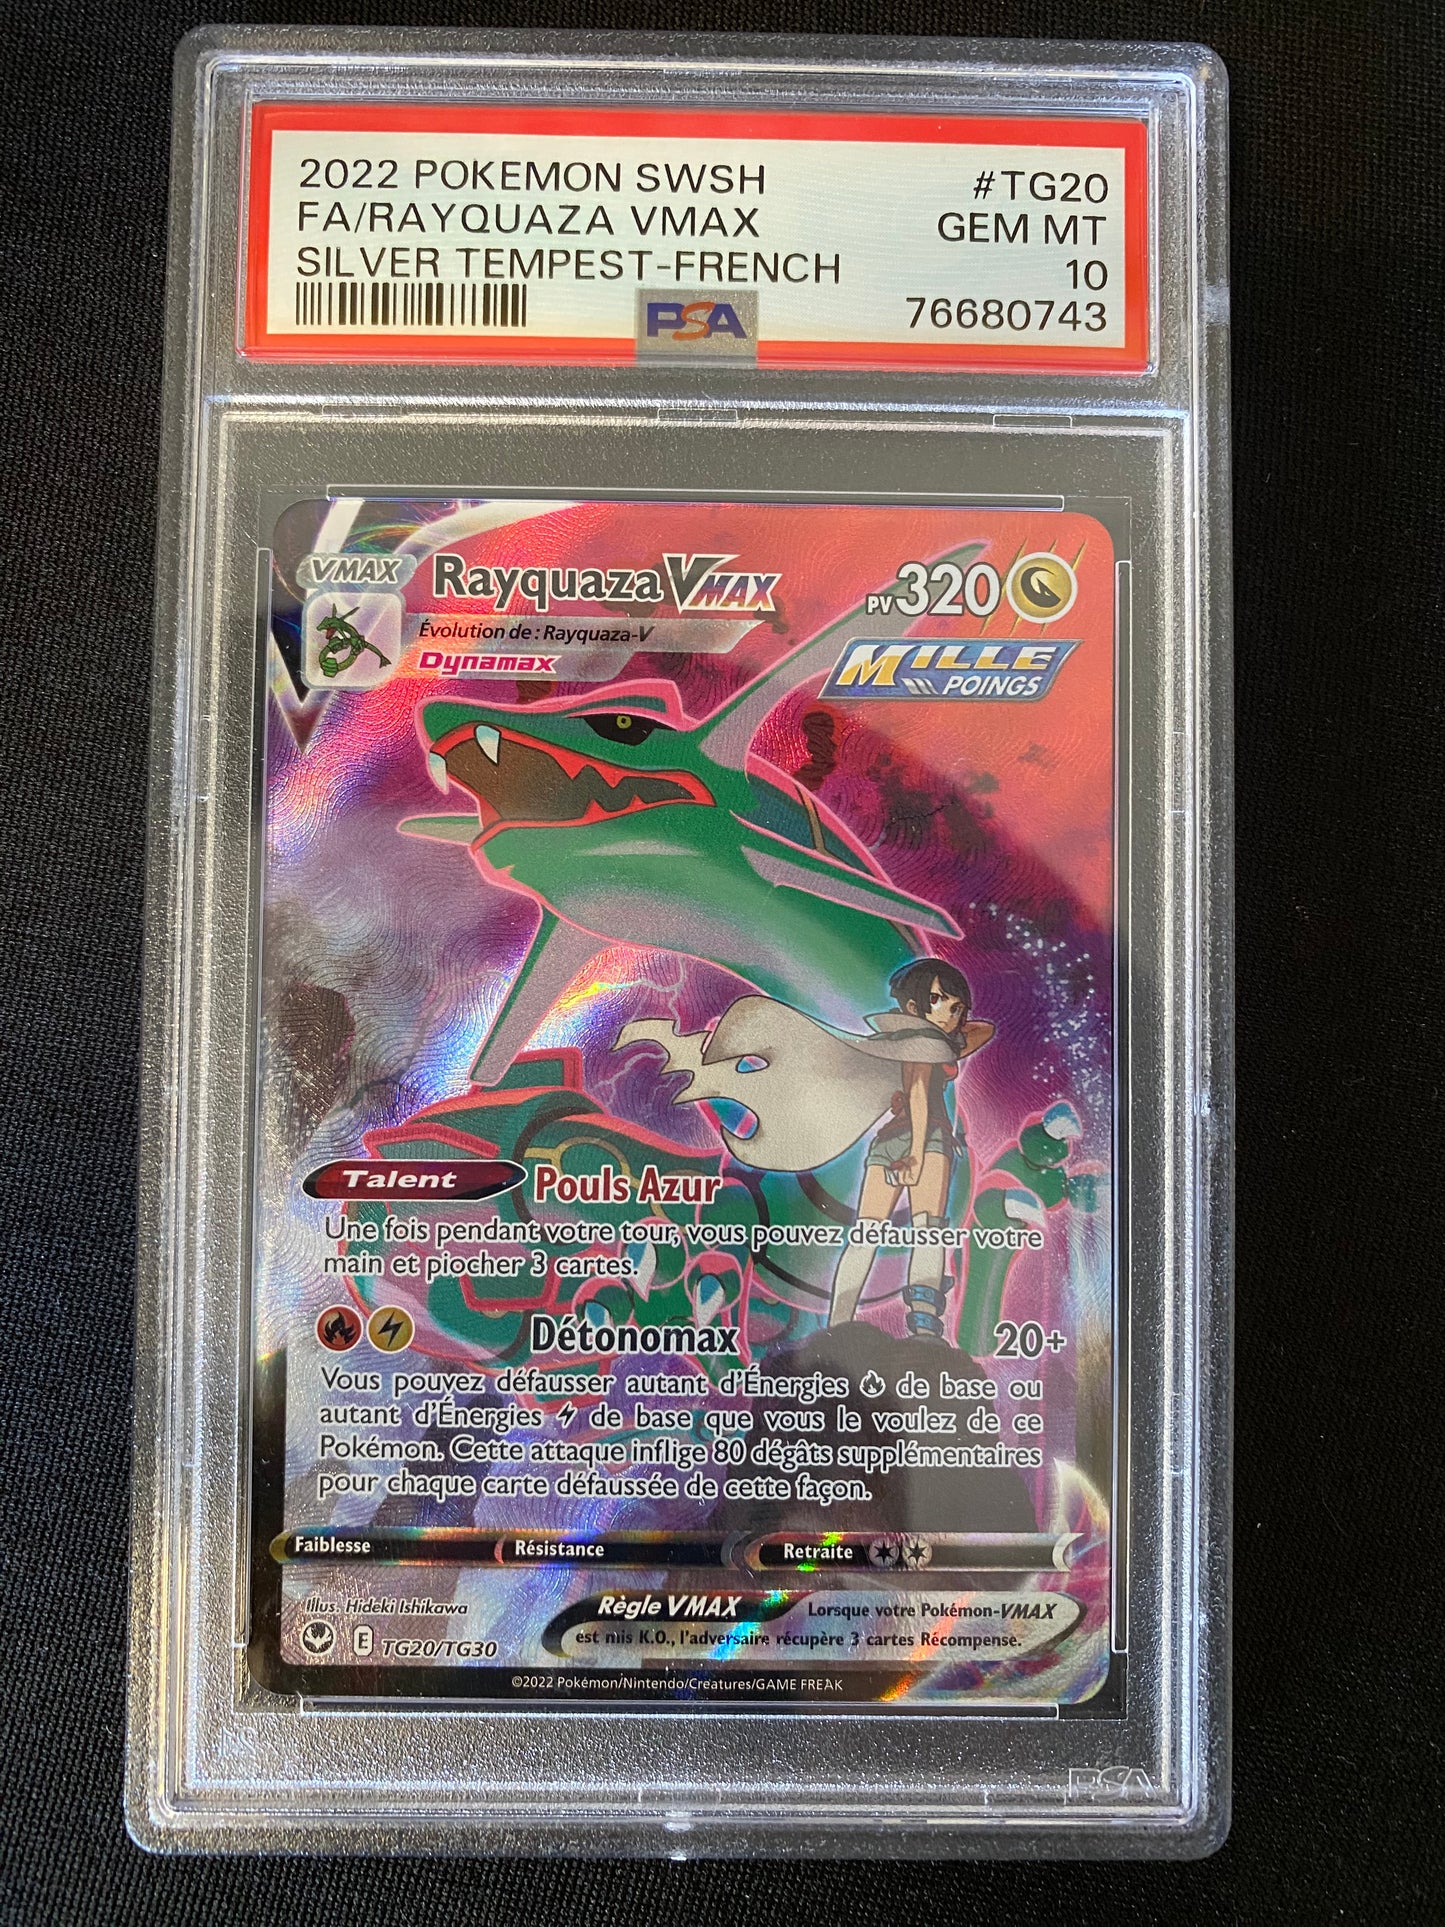 2022 POKEMON SWSH #TG20
FA/RAYQUAZA VMAX GEM MT
SILVER TEMPEST-FRENCH 10
PSA 76680743
VMAX Rayquaza VMAX PV 320
Évolution de : Rayquaza-V
Dynamax
MILLE POINGS
Talent Pouls Azur
Une fois pendant votre tour, vous pouvez défausser votre
main et piocher 3 cartes.
Détonomax 20+
Vous pouvez défausser autant d'Énergies de base ou
autant d'Énergies de base que vous le voulez de ce
Pokémon. Cette attaque inflige 80 dégâts supplémentaires
pour chaque carte défaussée de cette façon.
Faiblesse Résistance Retraite
Illus. Hideki Ishikawa
Règle VMAX Lorsque votre Pokémon-VMAX
est mis K.O., l'adversaire récupère 3 cartes Récompense.
E TG20/TG30
©2022 Pokémon/Nintendo/Creatures/GAME FREAK
PSA